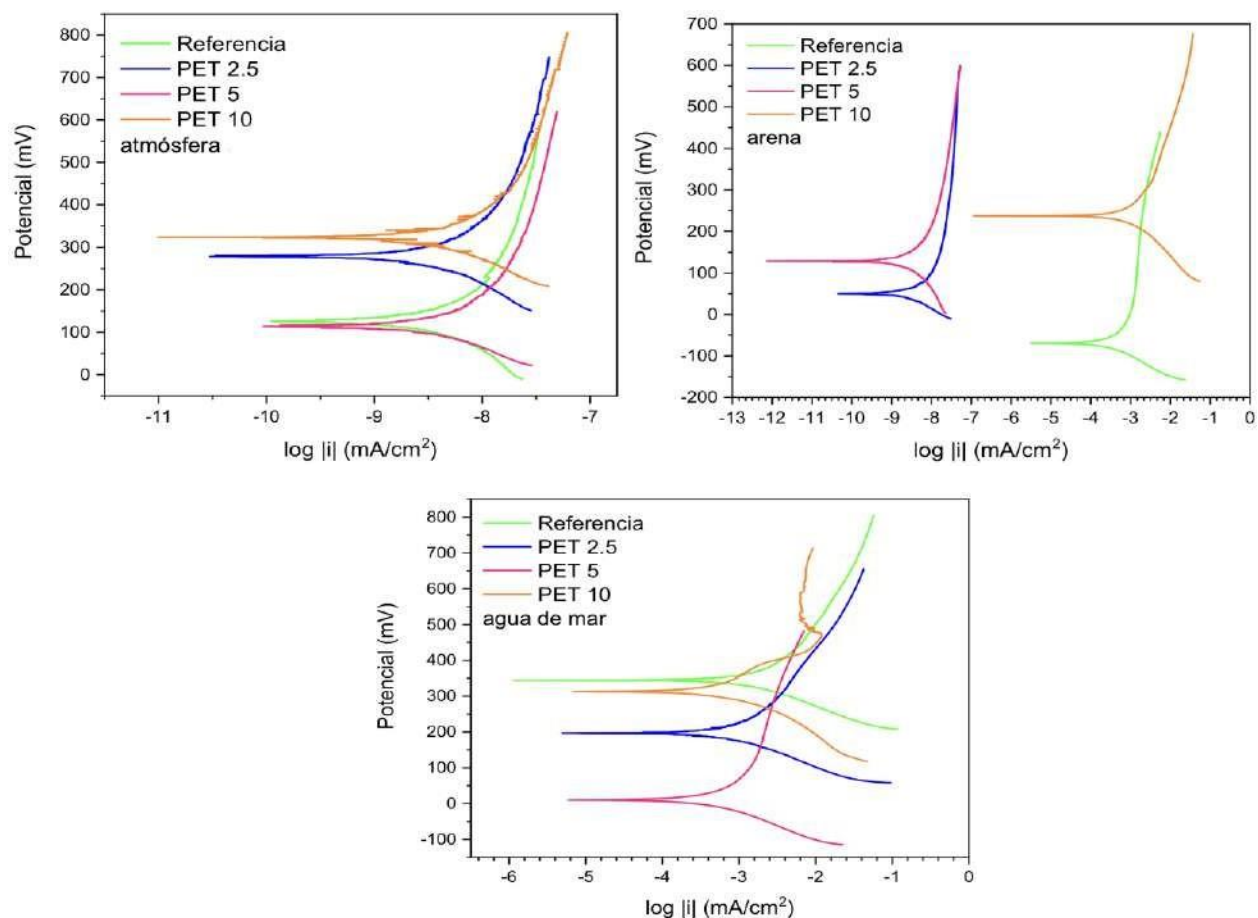 800
700
600
500
400
300
200
100
0
Potencial (mV)
Referencia
PET 2.5
PET 5
PET 10
atmósfera
-11
-10
-9
-8
-7
log |i| (mA/cm²)
700
600
500
400
300
200
100
0
-100
-200
Potencial (mV)
Referencia
PET 2.5
PET 5
PET 10
arena
-13
-12
-11
-10
-9
-8
-7
-6
-5
-4
-3
-2
-1
0
log |i| (mA/cm²)
800
700
600
500
400
300
200
100
0
-100
Potencial (mV)
Referencia
PET 2.5
PET 5
PET 10
agua de mar
-6
-5
-4
-3
-2
-1
0
log |i| (mA/cm²)